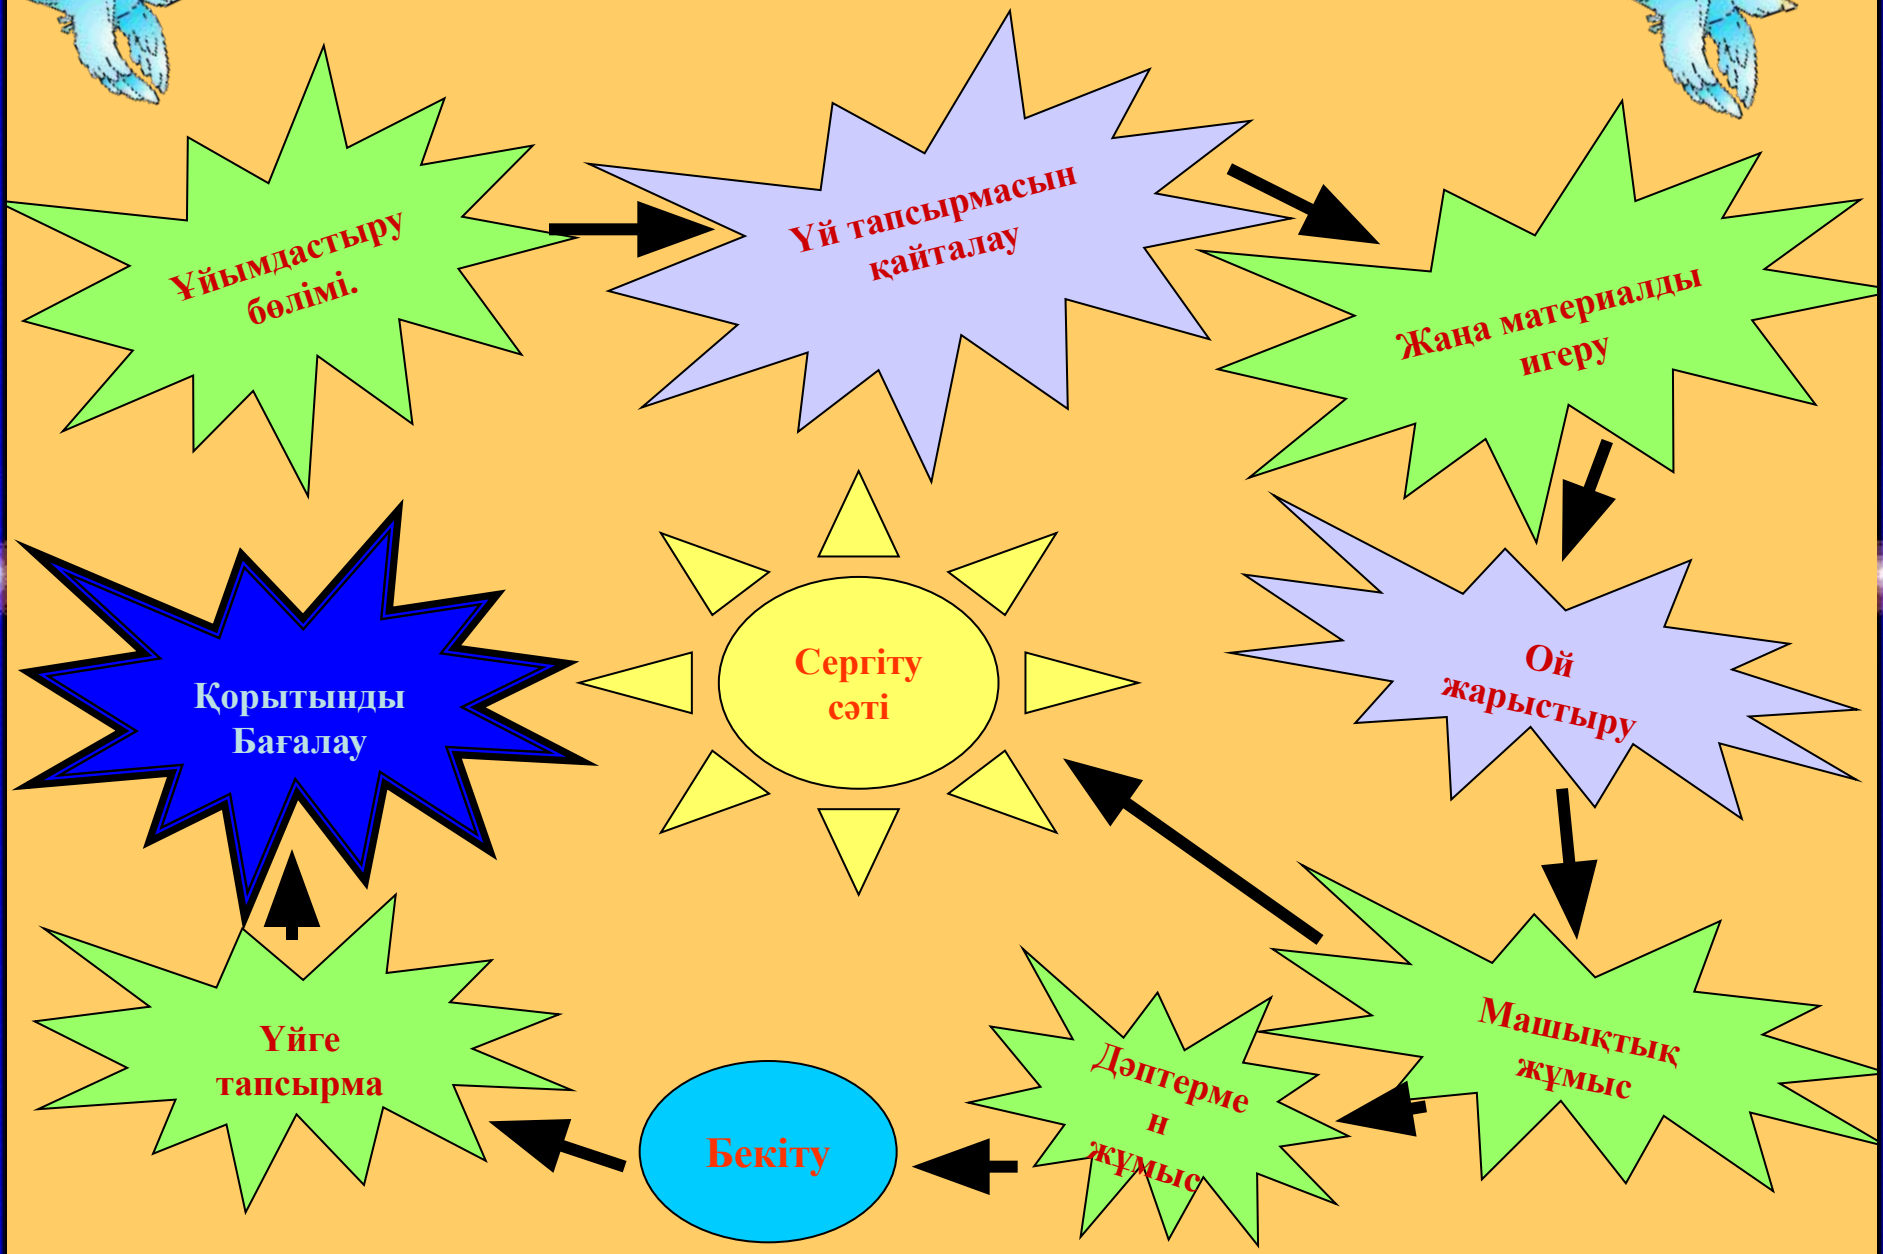 Ұйымдастыру
бөлімі.
Үй тапсырмасын
қайталау
Жаңа материалды
игеру
Ой
жарыстыру
Машықтық
жұмыс
Сергіту
сәті
Дәптерме
н
жұмыс
Бекіту
Үйге
тапсырма
Қорытынды
Бағалау